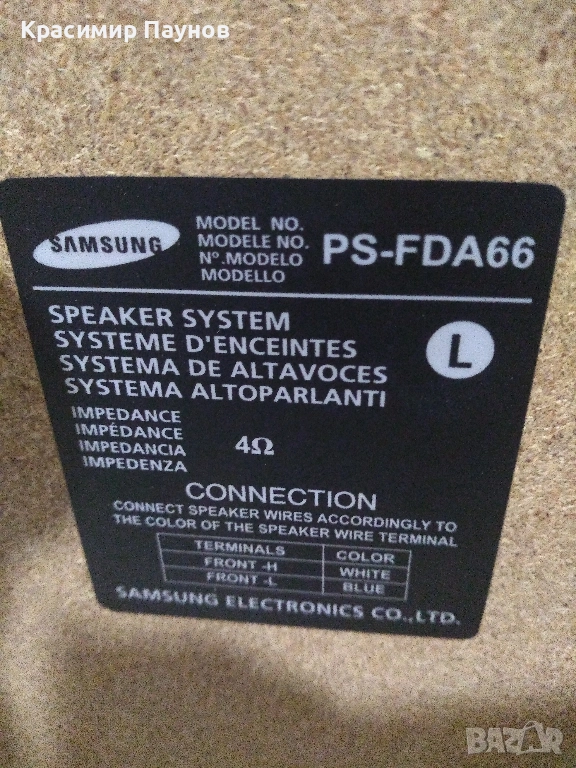 Красимир Паунов
SAMSUNG
MODEL NO.
MODELE NO.
Nº.MODELO
MODELLO
PS-FDA66
SPEAKER SYSTEM
SYSTEME D'ENCEINTES
SYSTEMA DE ALTAVOCES
SYSTEMA ALTOPARLANTI
L
IMPEDANCE
IMPÉDANCE
IMPEDANCIA
IMPEDENZA
4Ω
CONNECTION
CONNECT SPEAKER WIRES ACCORDINGLY TO
THE COLOR OF THE SPEAKER WIRE TERMINAL
TERMINALS COLOR
FRONT -H WHITE
FRONT -L BLUE
SAMSUNG ELECTRONICS CO.,LTD.
BAZAR